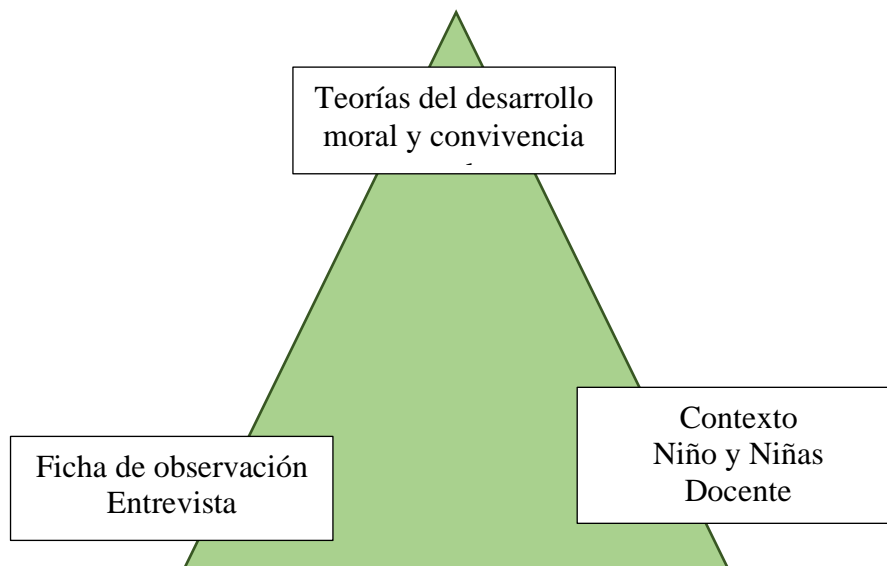 Teorías del desarrollo
moral y convivencia
Ficha de observación
Entrevista
Contexto
Niño y Niñas
Docente